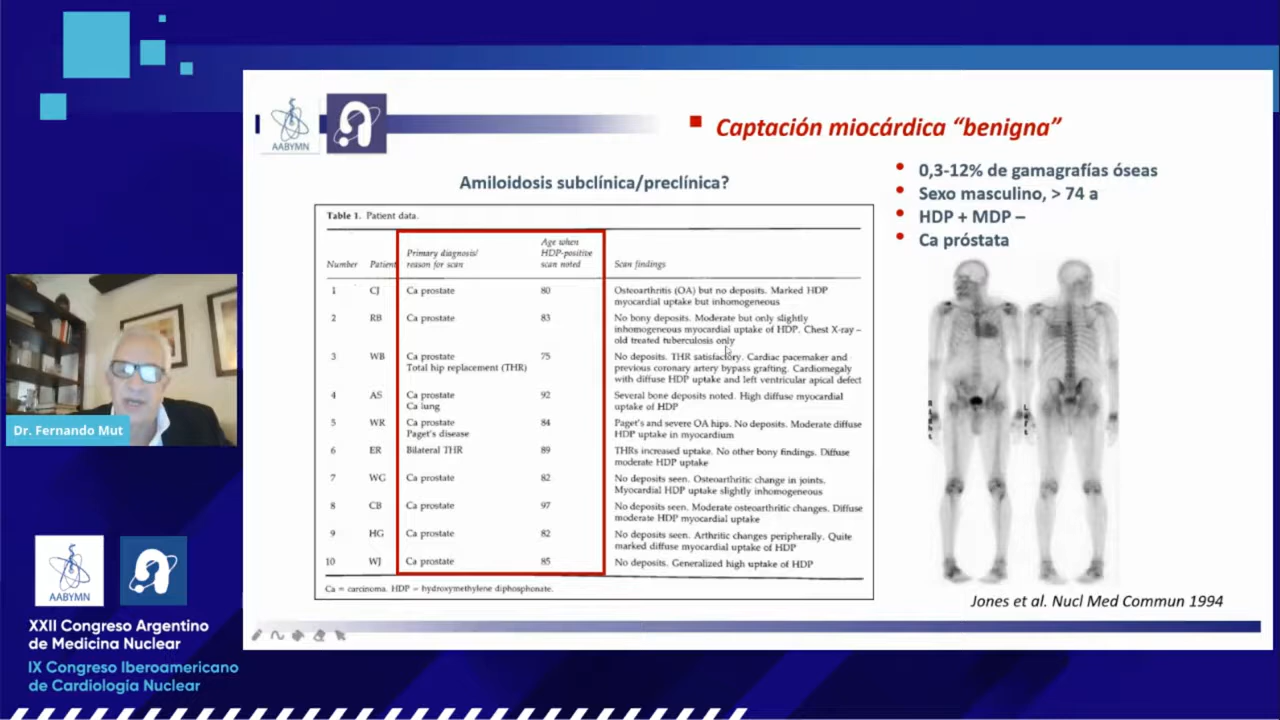 AABYMN
Captación miocárdica “benigna”
Amiloidosis subclínica/preclínica?
0,3-12% de gamagrafías óseas
Sexo masculino, > 74 a
HDP + MDP –
Ca próstata
Table 1. Patient data.
Number Patient Primary diagnosis/ reason for scan Age when HDP-positive scan noted Scan findings
1 CJ Ca prostate 80 Osteoarthritis (OA) but no deposits. Marked HDP
myocardial uptake but inhomogeneous
2 RB Ca prostate 83 No bony deposits. Moderate but only slightly
inhomogeneous myocardial uptake of HDP. Chest X-ray –
old treated tuberculosis only
3 WB Ca prostate 75 No deposits. THR satisfactory. Cardiac pacemaker and
Total hip replacement (THR) previous coronary artery bypass grafting. Cardiomegaly
with diffuse HDP uptake and left ventricular apical defect
4 AS Ca prostate 92 Several bone deposits noted. High diffuse myocardial
Ca lung uptake of HDP
5 WR Ca prostate 84 Paget's and severe OA hips. No deposits. Moderate diffuse
Paget's disease HDP uptake in myocardium
6 ER Bilateral THR 89 THRs increased uptake. No other bony findings. Diffuse
moderate HDP uptake
7 WG Ca prostate 82 No deposits seen. Osteoarthritic change in joints.
Myocardial HDP uptake slightly inhomogeneous
8 CB Ca prostate 97 No deposits seen. Moderate osteoarthritic changes. Diffuse
moderate HDP myocardial uptake
9 HG Ca prostate 82 No deposits seen. Arthritic changes peripherally. Quite
marked diffuse myocardial uptake of HDP
10 WJ Ca prostate 85 No deposits. Generalized high uptake of HDP
Ca = carcinoma. HDP = hydroxymethylene diphosphonate.
Right
Left
Jones et al. Nucl Med Commun 1994
Dr. Fernando Mut
AABYMN
XXII Congreso Argentino
de Medicina Nuclear
IX Congreso Iberoamericano
de Cardiología Nuclear